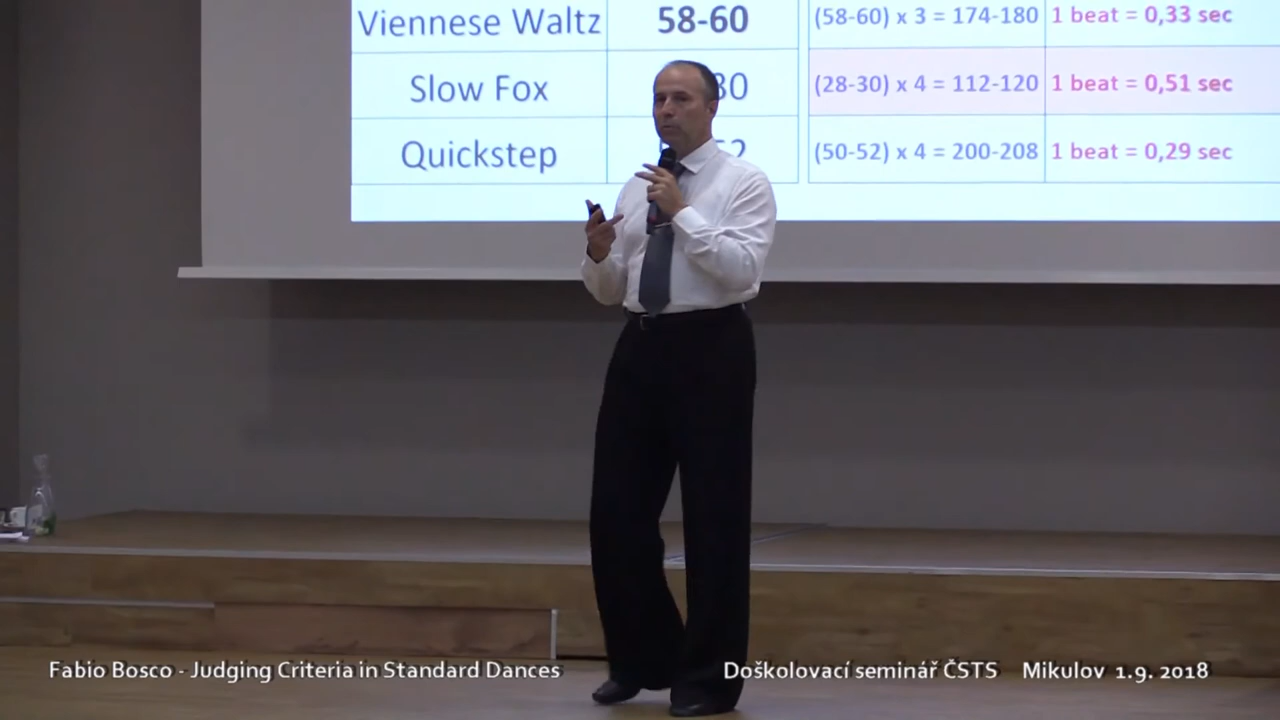 Viennese Waltz 58-60 (58-60) x 3 = 174-180 1 beat = 0,33 sec
Slow Fox (28-30) x 4 = 112-120 1 beat = 0,51 sec
Quickstep (50-52) x 4 = 200-208 1 beat = 0,29 sec
Fabio Bosco - Judging Criteria in Standard Dances Doškolovací seminář ČSTS Mikulov 1.9. 2018